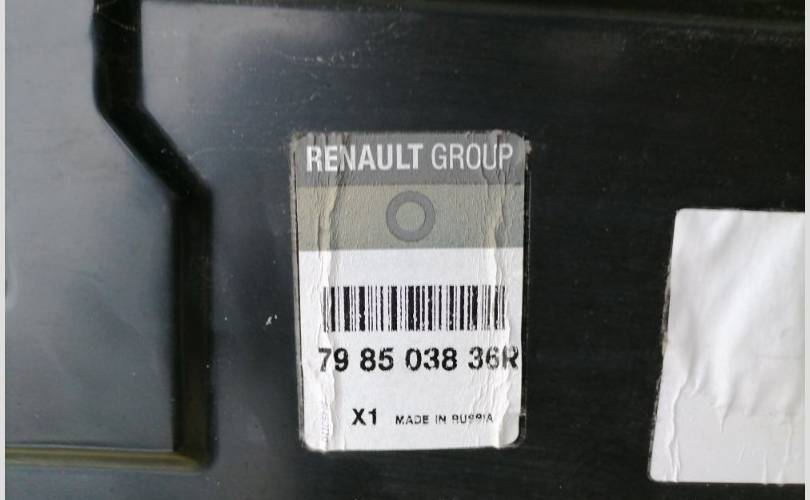 RENAULT GROUP
79 85 038 36R
X1 MADE IN RUSSIA